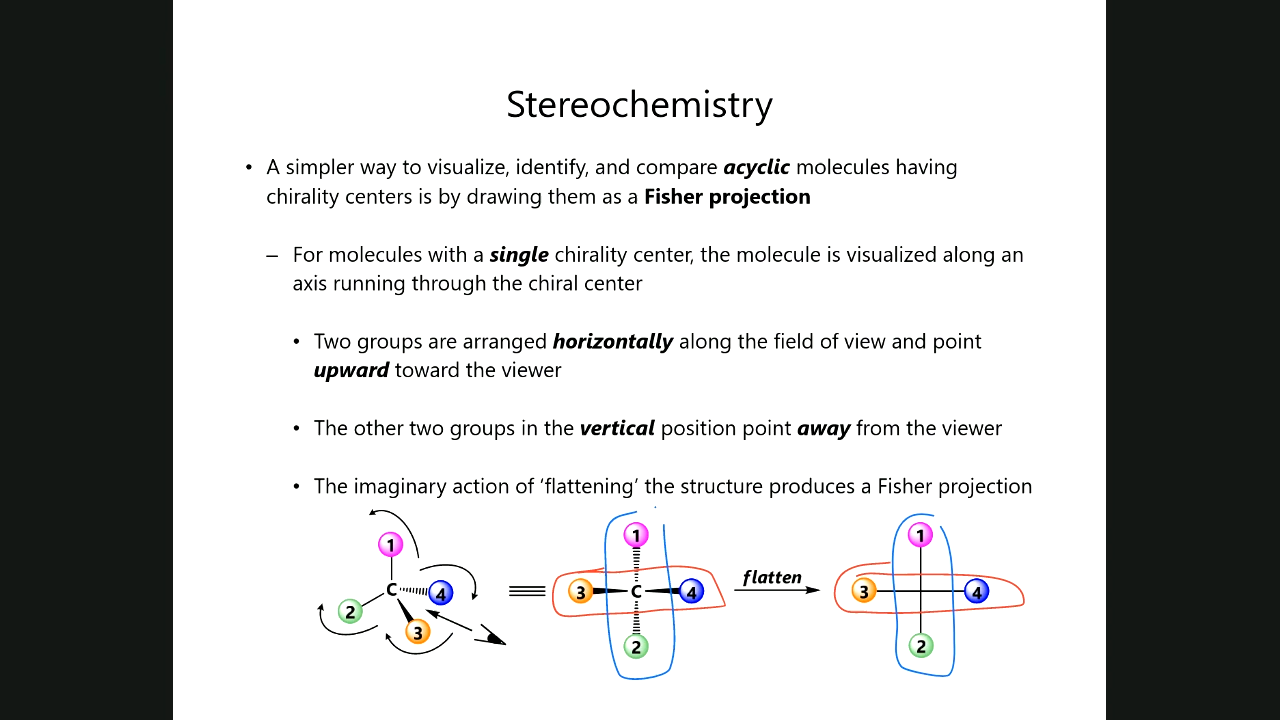 Stereochemistry
• A simpler way to visualize, identify, and compare acyclic molecules having
chirality centers is by drawing them as a Fisher projection
– For molecules with a single chirality center, the molecule is visualized along an
axis running through the chiral center
• Two groups are arranged horizontally along the field of view and point
upward toward the viewer
• The other two groups in the vertical position point away from the viewer
• The imaginary action of ‘flattening’ the structure produces a Fisher projection
1
C
4
2
3
1
3
C
4
2
flatten
1
3
4
2